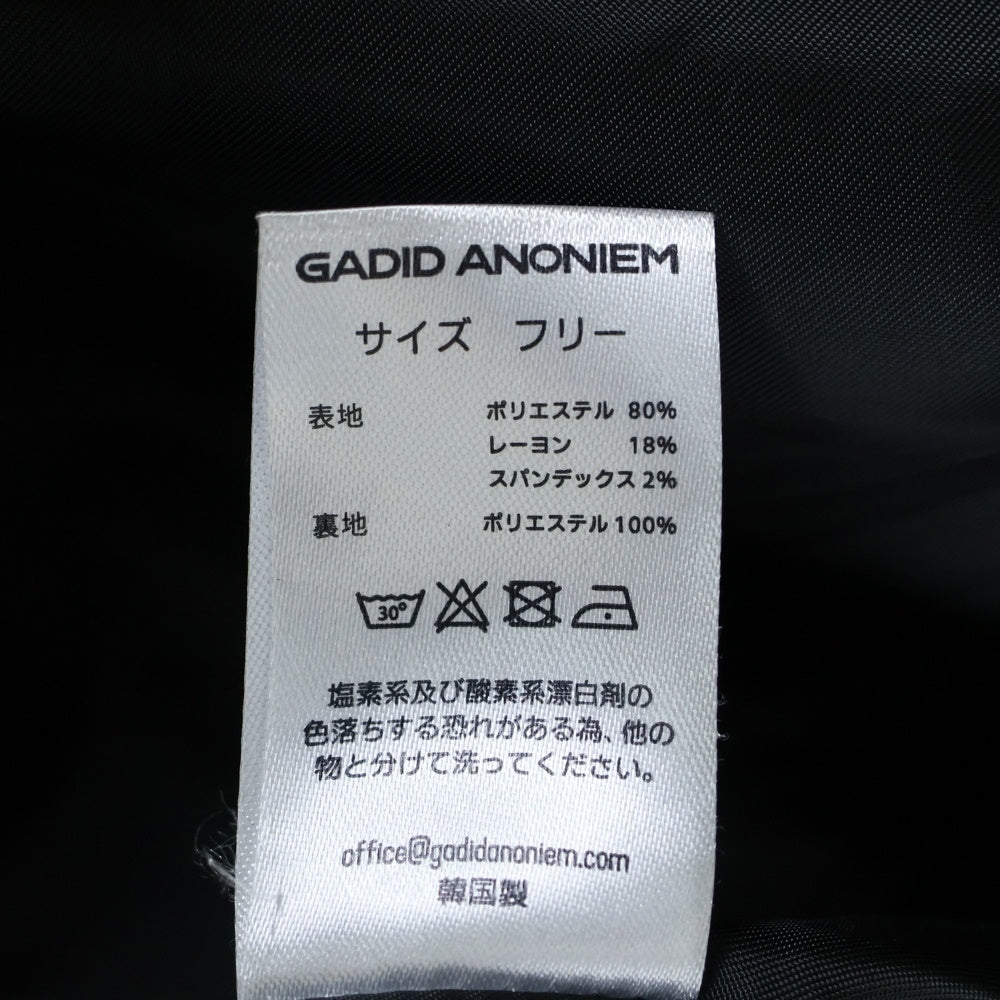 GADID ANONIEM
サイズ フリー
表地 ポリエステル 80%
レーヨン 18%
スパンデックス 2%
裏地 ポリエステル 100%
30°
塩素系及び酸素系漂白剤の
色落ちする恐れがある為、他の
物と分けて洗ってください。
office@gadidanoniem.com
韓国製